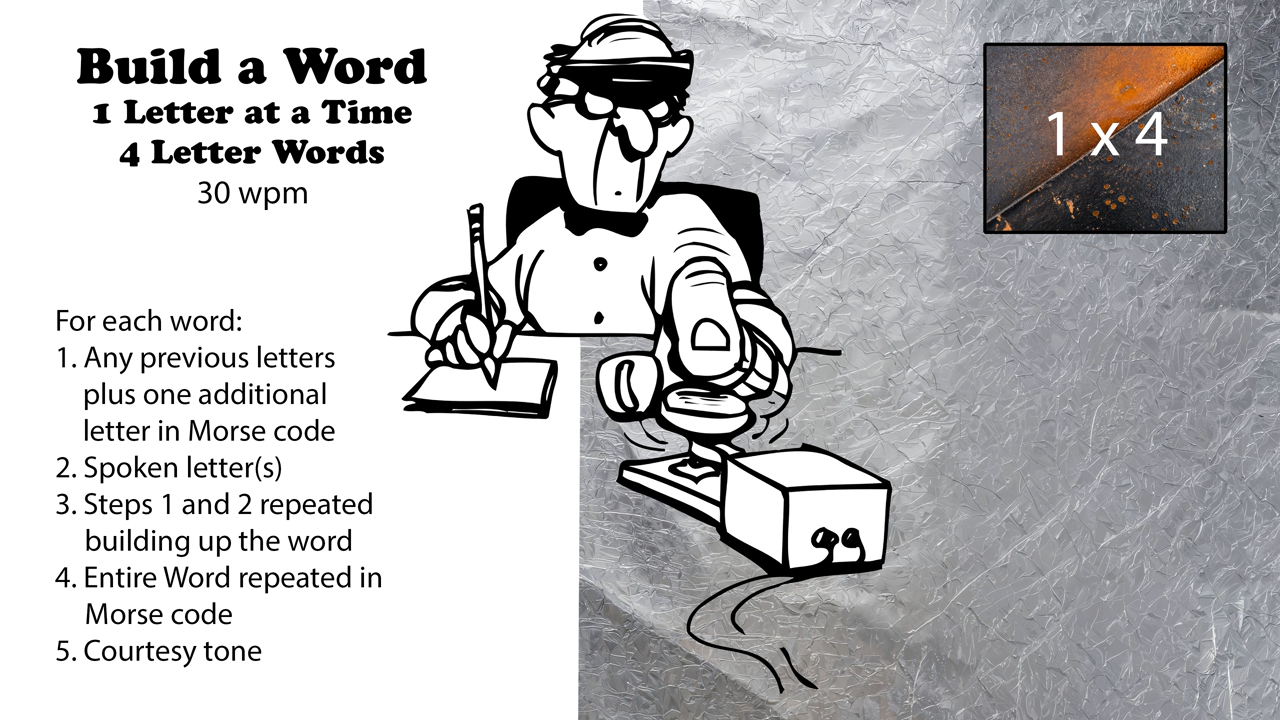 Build a Word
1 Letter at a Time
4 Letter Words
30 wpm
1 x 4
For each word:
1. Any previous letters
plus one additional
letter in Morse code
2. Spoken letter(s)
3. Steps 1 and 2 repeated
building up the word
4. Entire Word repeated in
Morse code
5. Courtesy tone